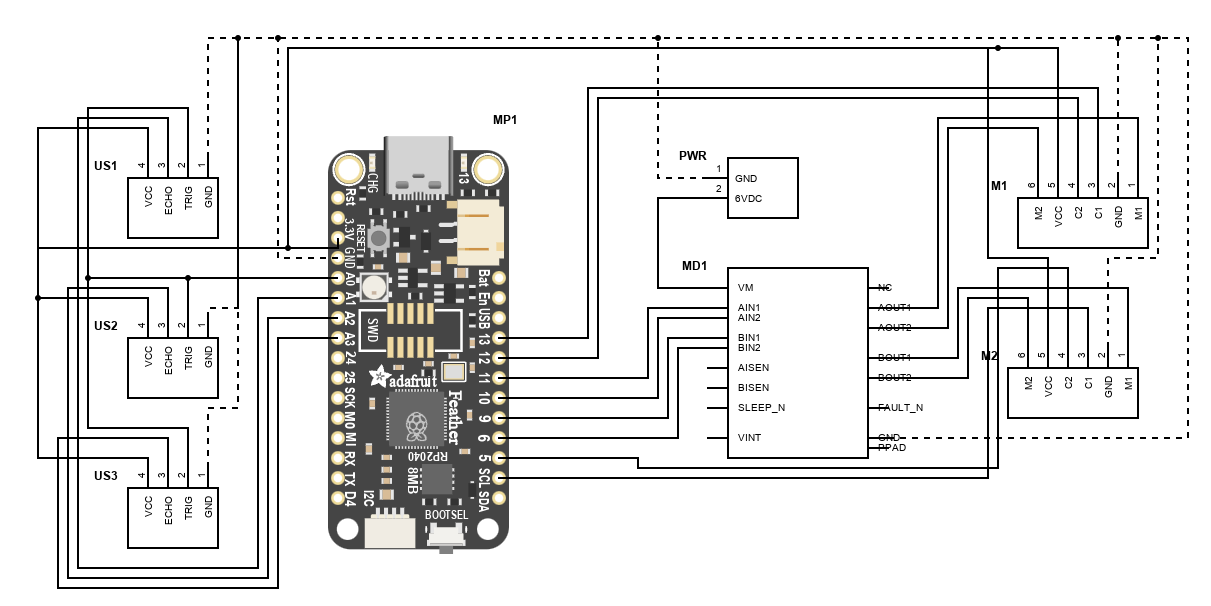 MP1
US1
4
3
2
1
VCC
ECHO
TRIG
GND
US2
4
3
2
1
VCC
ECHO
TRIG
GND
US3
4
3
2
1
VCC
ECHO
TRIG
GND
CHG
13
Rst
3.3V
GND
A0
A1
A2
A3
24
25
SCK
Mo
MI
RX
TX
D4
RESET
SWD
adafruit
Feather
RP2040
8MB
I2C
BOOTSEL
Bat
En
USB
13
12
11
10
9
6
5
SCL
SDA
PWR
1
GND
2
6VDC
MD1
VM
AIN1
AIN2
BIN1
BIN2
AISEN
BISEN
SLEEP_N
VINT
NC
AOUT1
AOUT2
BOUT1
BOUT2
FAULT_N
GND
PPAD
M1
6
5
4
3
2
1
M2
VCC
C2
C1
GND
M1
M2
6
5
4
3
2
1
M2
VCC
C2
C1
GND
M1